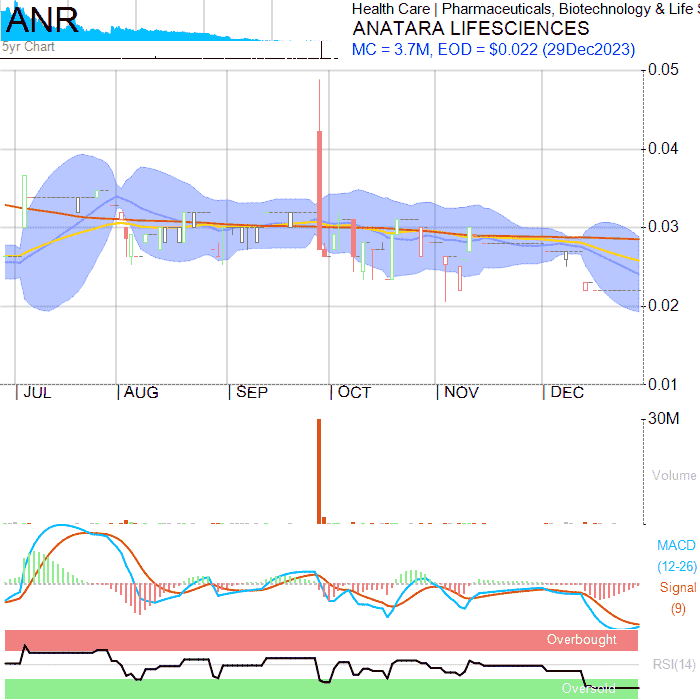 ANR
Health Care | Pharmaceuticals, Biotechnology & Life
ANATARA LIFESCIENCES
MC = 3.7M, EOD = $0.022 (29Dec2023)
5yr Chart
0.05
0.04
0.03
0.02
0.01
JUL AUG SEP OCT NOV DEC
30M
Volume
MACD
(12-26)
Signal
(9)
Overbought
RSI(14)
Oversold